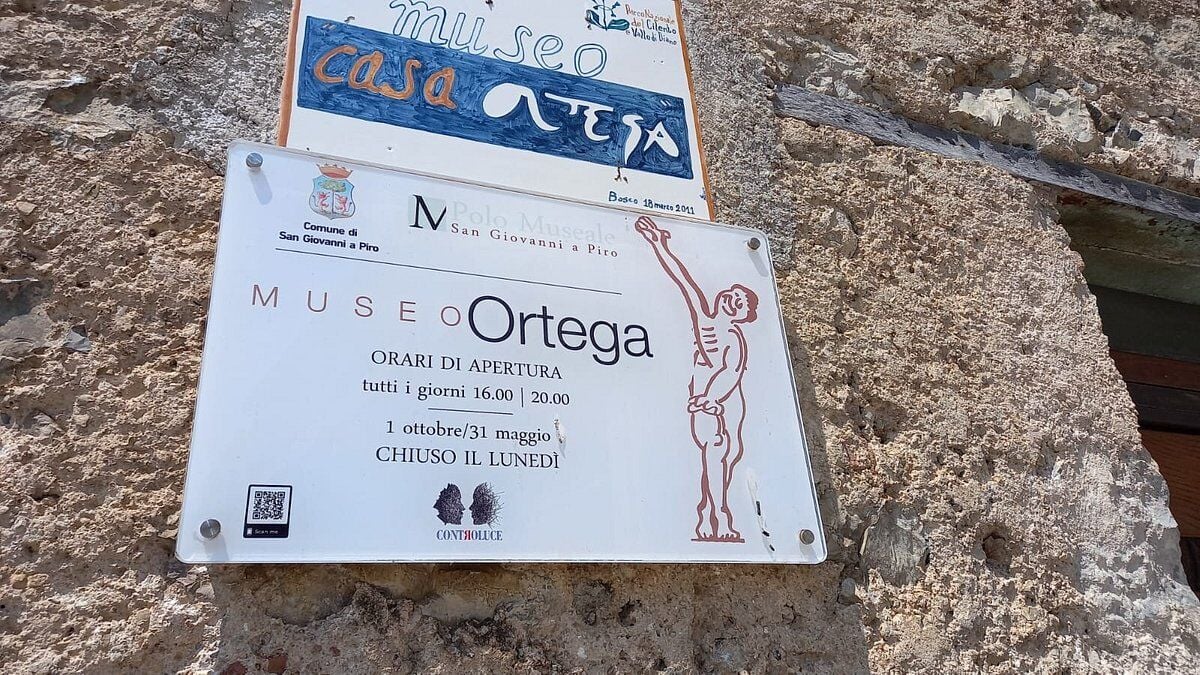 museo
Parco Nazionale
del Cilento
e Vallo di Diano
casa ORTEGA
Bosco 18 marzo 2011
Comune di
San Giovanni a Piro
M Polo Museale
San Giovanni a Piro
MUSEO Ortega
ORARI DI APERTURA
tutti i giorni 16.00 | 20.00
1 ottobre/31 maggio
CHIUSO IL LUNEDÌ
Scan me
CONTROLUCE